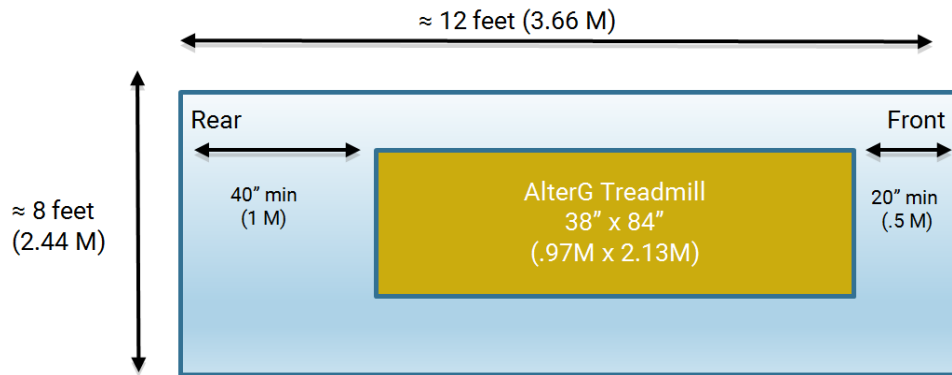 ≈ 12 feet (3.66 M)
Rear
Front
40” min
(1 M)
AlterG Treadmill
38” x 84”
(.97M x 2.13M)
20” min
(.5 M)
≈ 8 feet
(2.44 M)